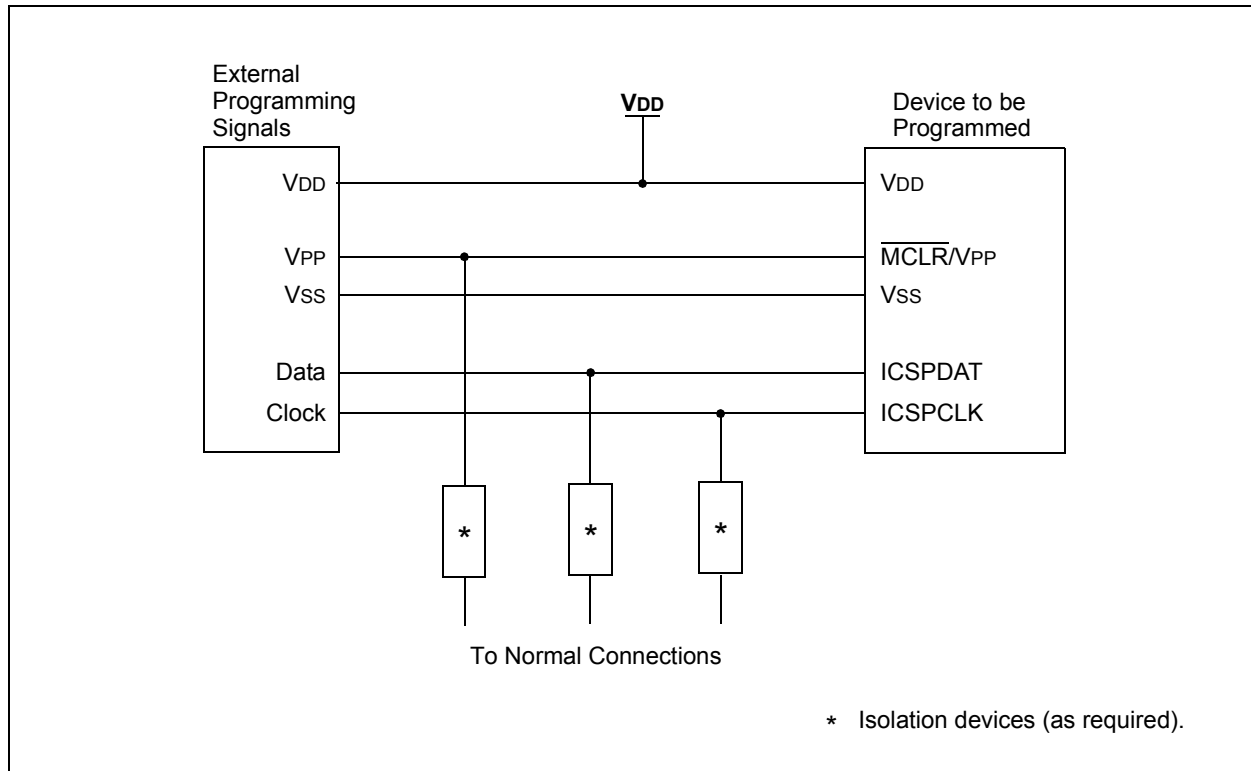 External
Programming
Signals
VDD
Device to be
Programmed
VDD
VDD
VPP
MCLR/VPP
VSS
VSS
Data
ICSPDAT
Clock
ICSPCLK
*
*
*
To Normal Connections
* Isolation devices (as required).